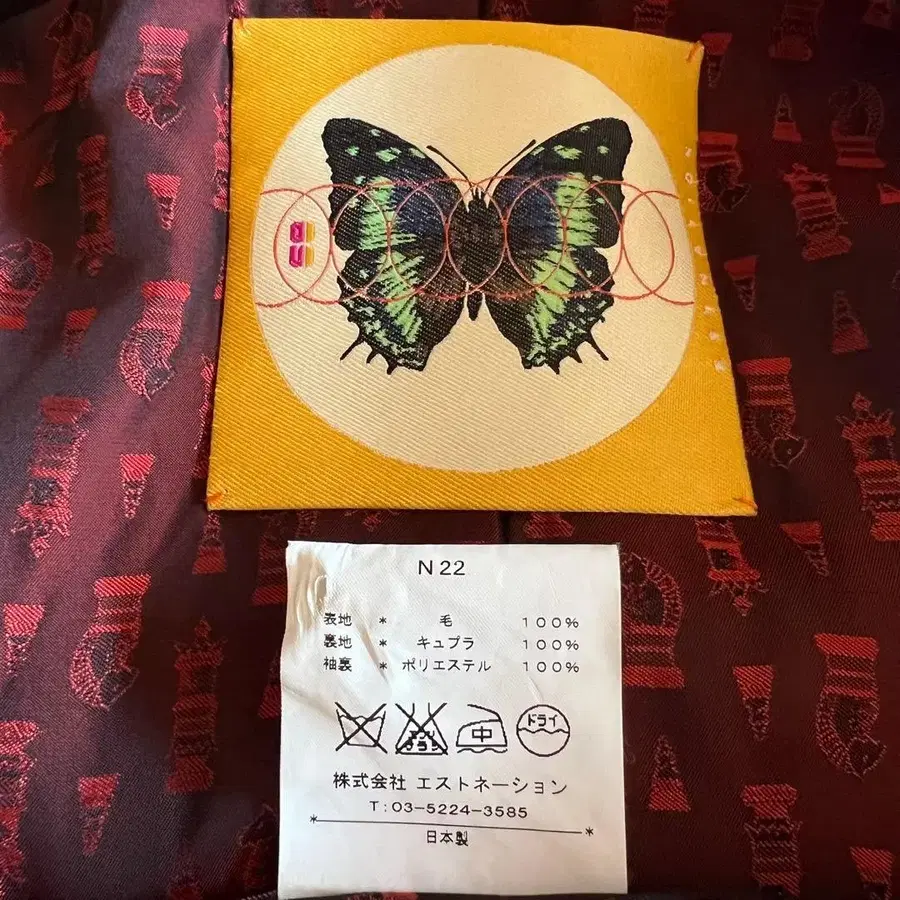 N22
表地 * 毛 100%
裏地 * キュプラ 100%
袖裏 * ポリエステル 100%
中
ドライ
株式会社 エストネーション
T:03-5224-3585
* *
日本製